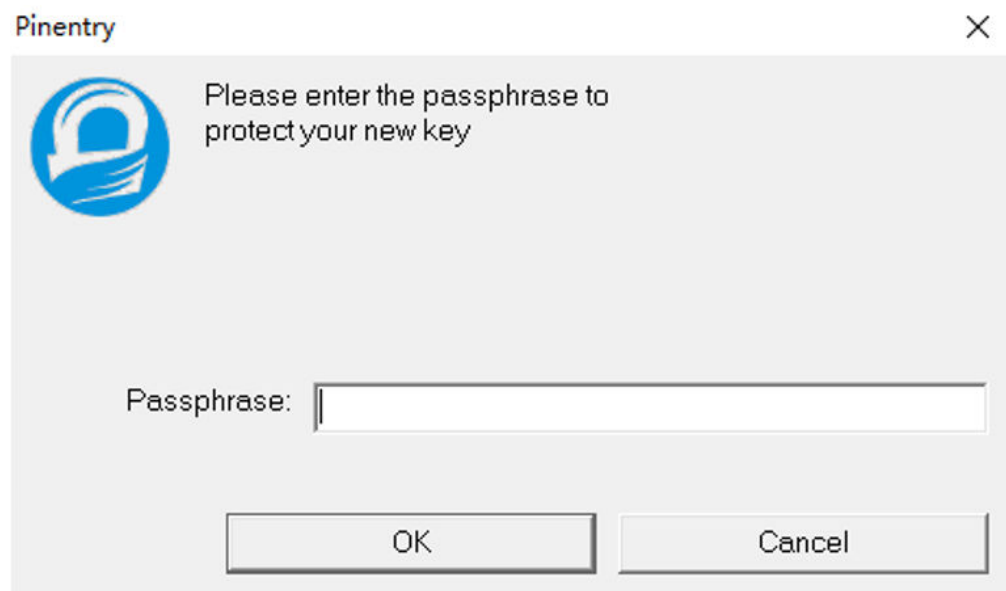 Pinentry
Please enter the passphrase to
protect your new key
Passphrase:
OK
Cancel